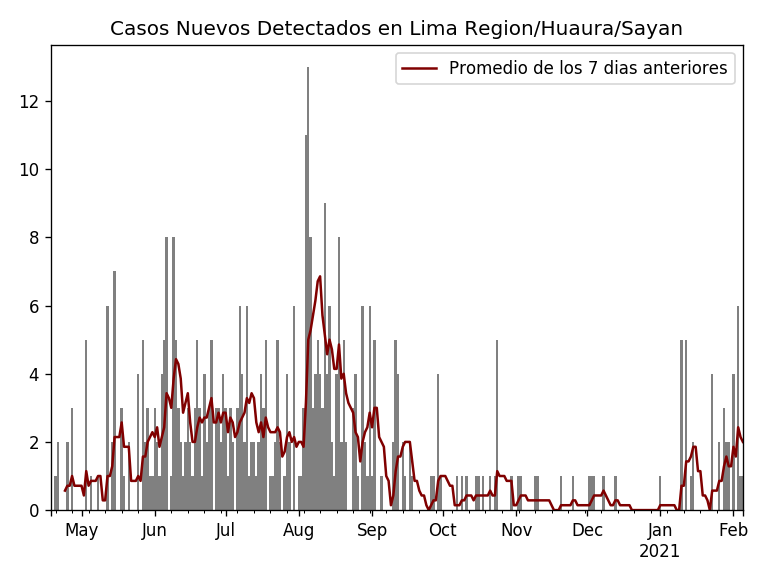 Casos Nuevos Detectados en Lima Region/Huaura/Sayan
Promedio de los 7 dias anteriores
12
10
8
6
4
2
0
May Jun Jul Aug Sep Oct Nov Dec Jan Feb
2021